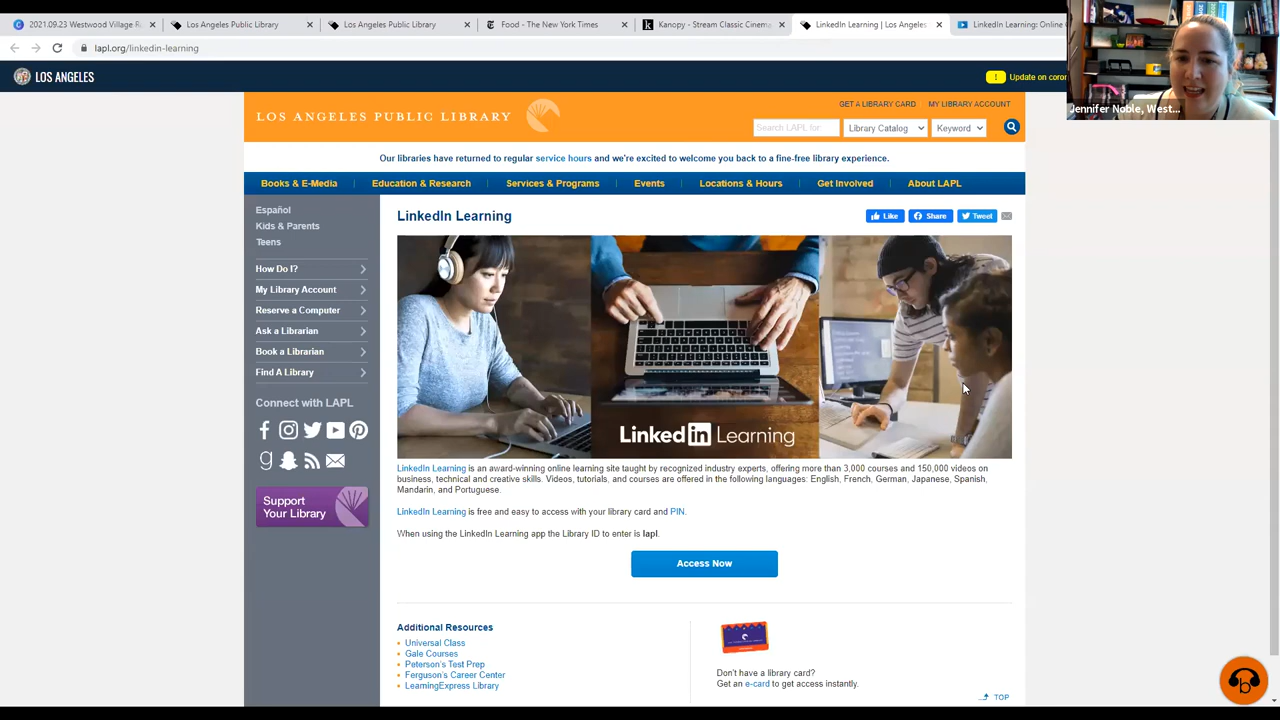 2021.09.23 Westwood Village R
Los Angeles Public Library
Los Angeles Public Library
Food - The New York Times
Kanopy - Stream Classic Cinema
LinkedIn Learning | Los Angeles
LinkedIn Learning: Online
lapl.org/linkedin-learning
Jennifer Noble, West...
LOS ANGELES
Update on coron
GET A LIBRARY CARD
MY LIBRARY ACCOUNT
LOS ANGELES PUBLIC LIBRARY
Search LAPL for:
Library Catalog
Keyword
Our libraries have returned to regular service hours and we're excited to welcome you back to a fine-free library experience.
Books & E-Media
Education & Research
Services & Programs
Events
Locations & Hours
Get Involved
About LAPL
Español
Kids & Parents
Teens
How Do I?
My Library Account
Reserve a Computer
Ask a Librarian
Book a Librarian
Find A Library
Connect with LAPL
Support
Your Library
LinkedIn Learning
Like
Share
Tweet
Linked in Learning
LinkedIn Learning is an award-winning online learning site taught by recognized industry experts, offering more than 3,000 courses and 150,000 videos on
business, technical and creative skills. Videos, tutorials, and courses are offered in the following languages: English, French, German, Japanese, Spanish,
Mandarin, and Portuguese.
LinkedIn Learning is free and easy to access with your library card and PIN.
When using the LinkedIn Learning app the Library ID to enter is lapl.
Access Now
Additional Resources
Universal Class
Gale Courses
Peterson's Test Prep
Ferguson's Career Center
LearningExpress Library
Don't have a library card?
Get an e-card to get access instantly.
TOP